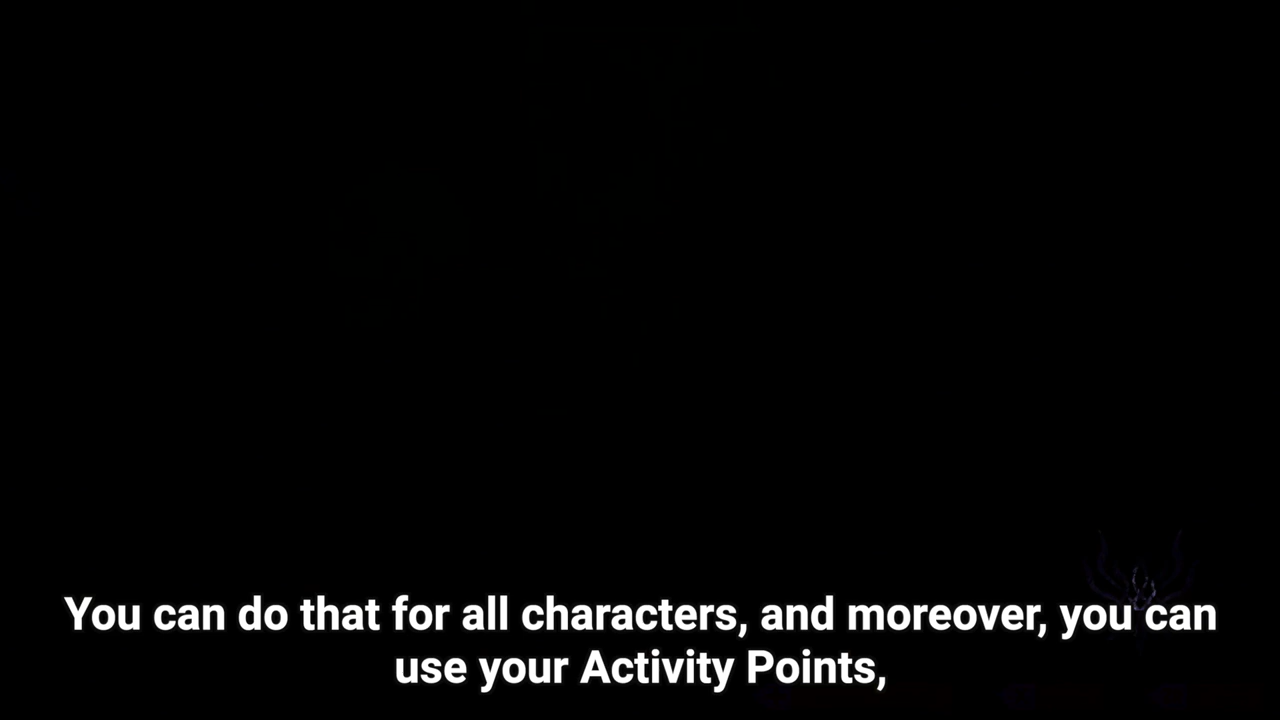 You can do that for all characters, and moreover, you can
use your Activity Points,